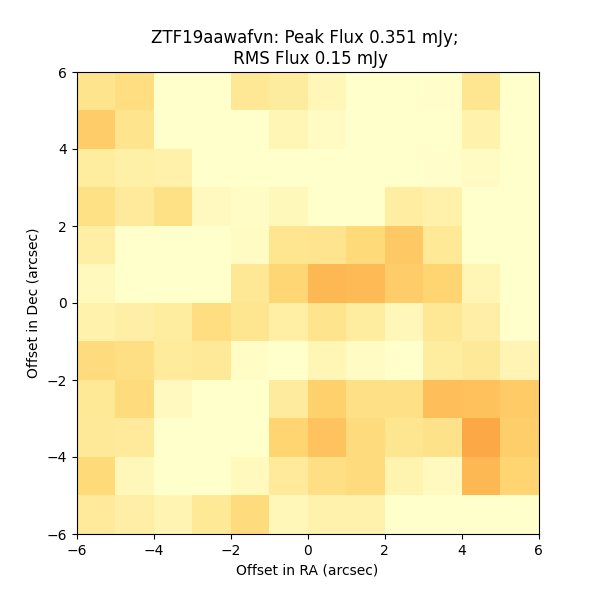 ZTF19aawafvn: Peak Flux 0.351 mJy;
RMS Flux 0.15 mJy
6
4
2
0
−2
−4
−6
Offset in Dec (arcsec)
−6 −4 −2 0 2 4 6
Offset in RA (arcsec)